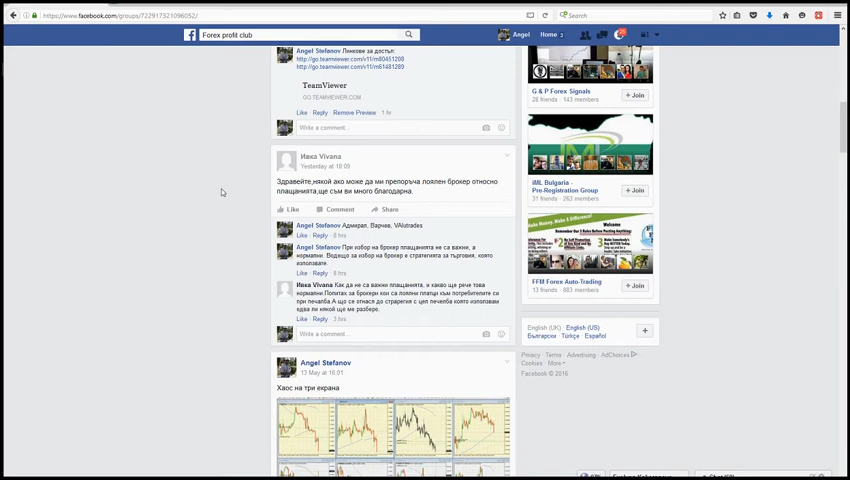 https://www.facebook.com/groups/722917321096052/
Search
Forex profit club
Angel
Home 3
Angel Stefanov Линкове за достъп:
http://go.teamviewer.com/v11/m80451208
http://go.teamviewer.com/v11/m61481289
TeamViewer
GO.TEAMVIEWER.COM
Like · Reply · Remove Preview · 1 hr
Write a comment...
Ивка Vivana
Yesterday at 18:09
Здравейте,някой ако може да ми препоръча лоялен брокер относно
плащанията,ще съм ви много благодарна.
Like Comment Share
Angel Stefanov Адмирал, Варчев, VAlutrades
Like · Reply · 8 hrs
Angel Stefanov При избор на брокер плащанията не са важни, а
нормални. Водещо за избор на брокер е стратегията за търговия, която
използвате.
Like · Reply · 8 hrs
Ивка Vivana Как да не са важни плащанията, и какво ще рече това
нормални.Попитах за брокери кои са лоялни платци към потребителите си
при печалба.А що се отнася до страregия с цел печалба която използвам
едва ли някой ще ме разбере.
Like · Reply · 3 hrs
Write a comment...
Angel Stefanov
13 May at 16:01
Хаос на три екрана
G & P Forex Signals
28 friends · 143 members
+ Join
iML Bulgaria -
Pre-Registration Group
31 friends · 263 members
+ Join
FFM Forex Auto-Trading
13 friends · 883 members
+ Join
English (UK) · English (US)
Български · Türkçe · Español
+
Privacy · Terms · Advertising · AdChoices
Cookies · More
Facebook © 2016